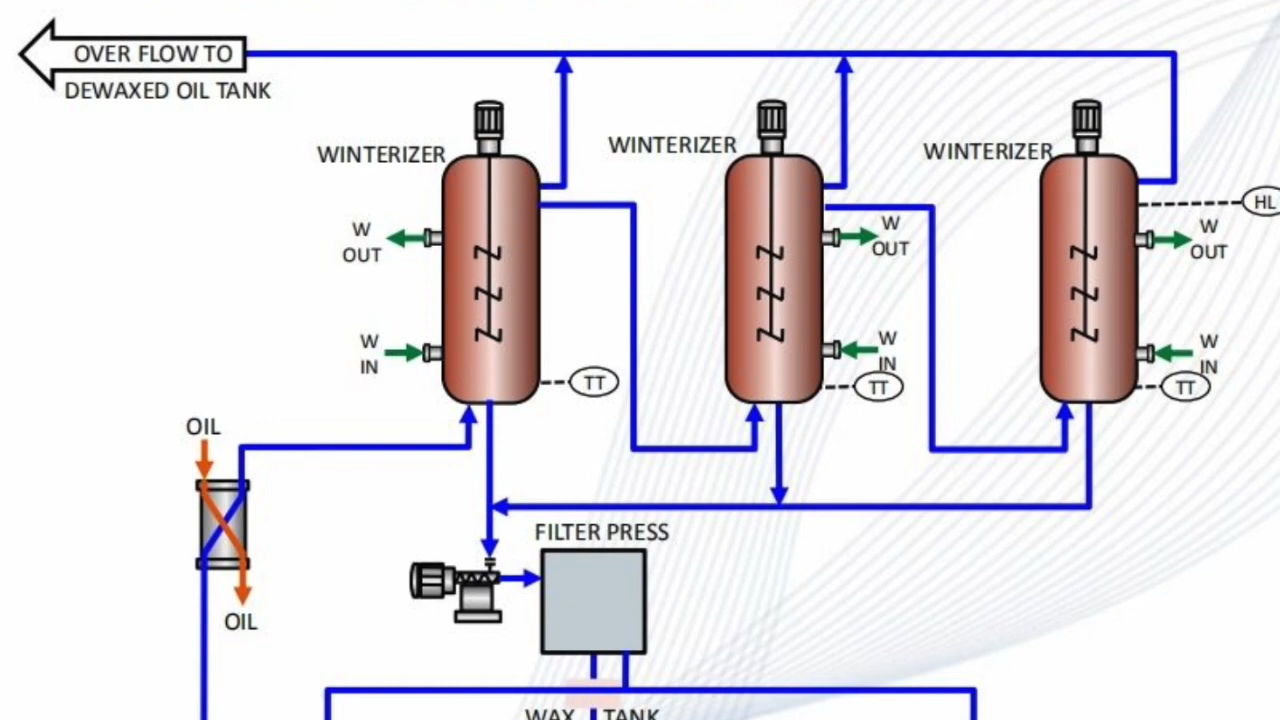 OVER FLOW TO
DEWAXED OIL TANK
WINTERIZER
WINTERIZER
WINTERIZER
HL
W
OUT
W
OUT
W
OUT
W
IN
W
IN
W
IN
TT
TT
TT
OIL
FILTER PRESS
OIL
WAX TANK